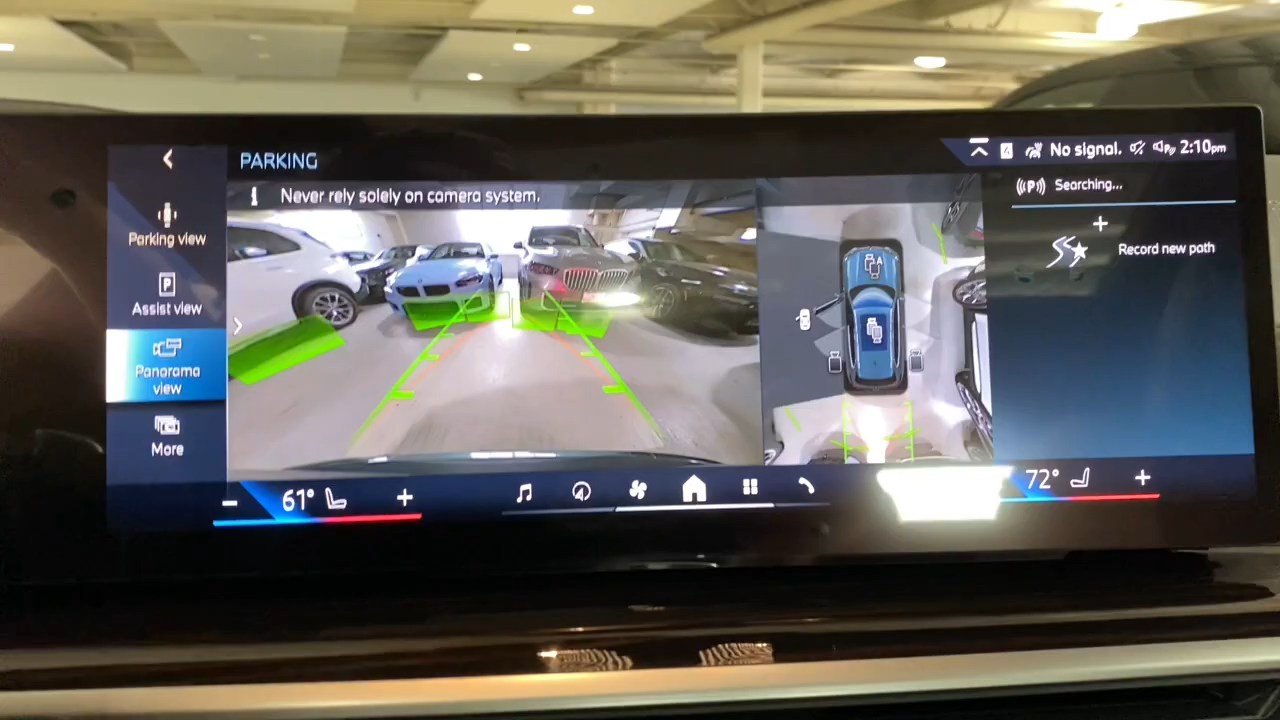 PARKING
No signal.
2:10pm
Never rely solely on camera system.
((P)) Searching...
Parking view
+
Record new path
P
Assist view
A
Panorama
view
More
- 61° +
72° +